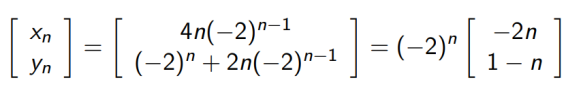 [ xₙ ; yₙ ] = [ 4n(−2)ⁿ⁻¹ ; (−2)ⁿ + 2n(−2)ⁿ⁻¹ ] = (−2)ⁿ [ −2n ; 1 − n ]